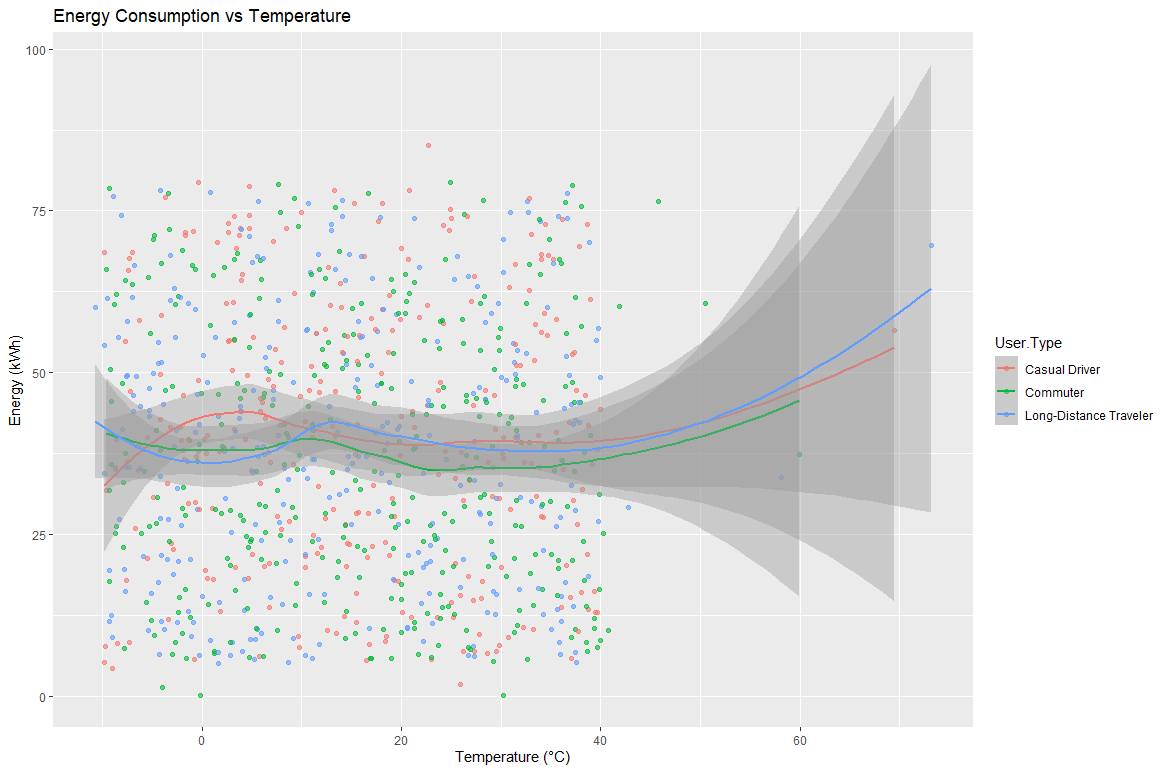 Energy Consumption vs Temperature
100
75
50
25
0
Energy (kWh)
0
20
40
60
Temperature (°C)
User.Type
Casual Driver
Commuter
Long-Distance Traveler